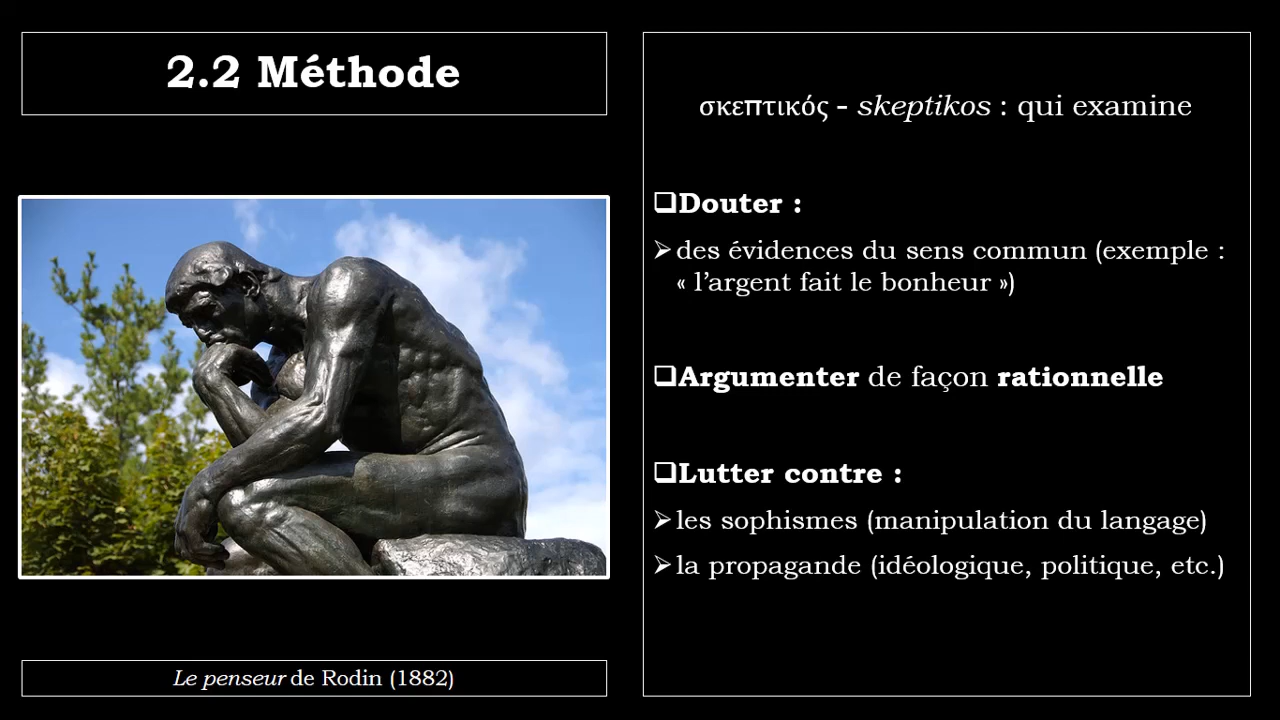 2.2 Méthode
Le penseur de Rodin (1882)
σκεπτικός - skeptikos : qui examine
❑Douter :
➢des évidences du sens commun (exemple :
« l’argent fait le bonheur »)
❑Argumenter de façon rationnelle
❑Lutter contre :
➢les sophismes (manipulation du langage)
➢la propagande (idéologique, politique, etc.)